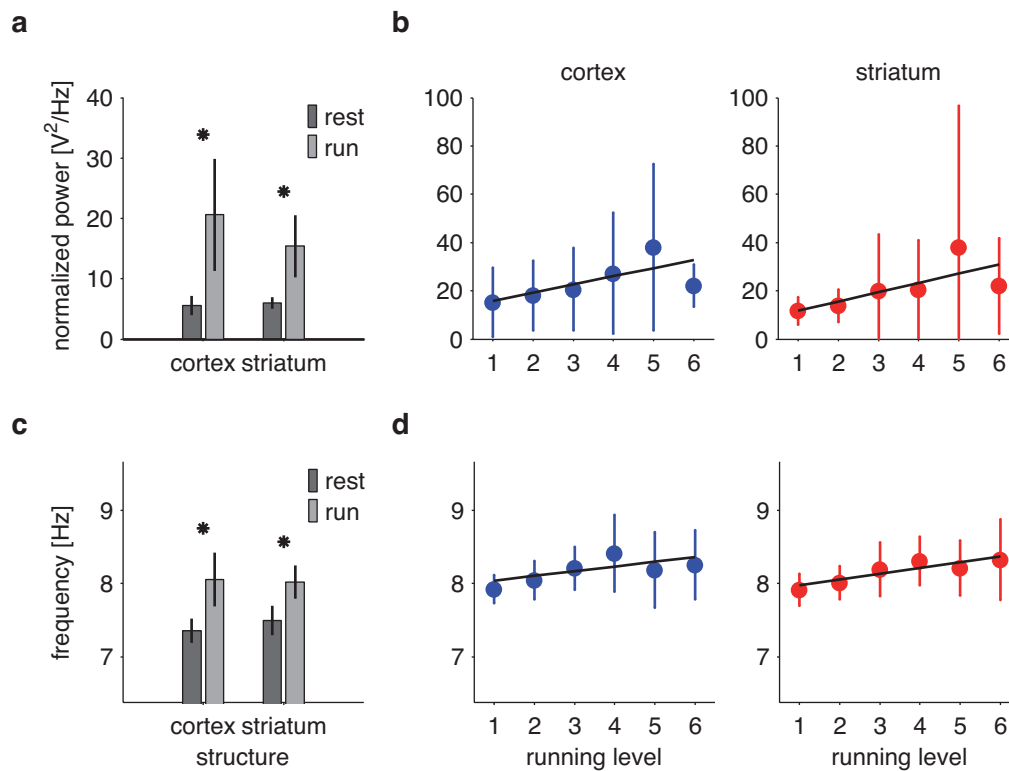 a
normalized power [V²/Hz]
40
30
20
10
0
rest
run
*
*
cortex striatum
b
cortex
100
80
60
40
20
0
1 2 3 4 5 6
striatum
100
80
60
40
20
0
1 2 3 4 5 6
c
frequency [Hz]
9
8
7
rest
run
*
*
cortex striatum
structure
d
9
8
7
1 2 3 4 5 6
running level
9
8
7
1 2 3 4 5 6
running level